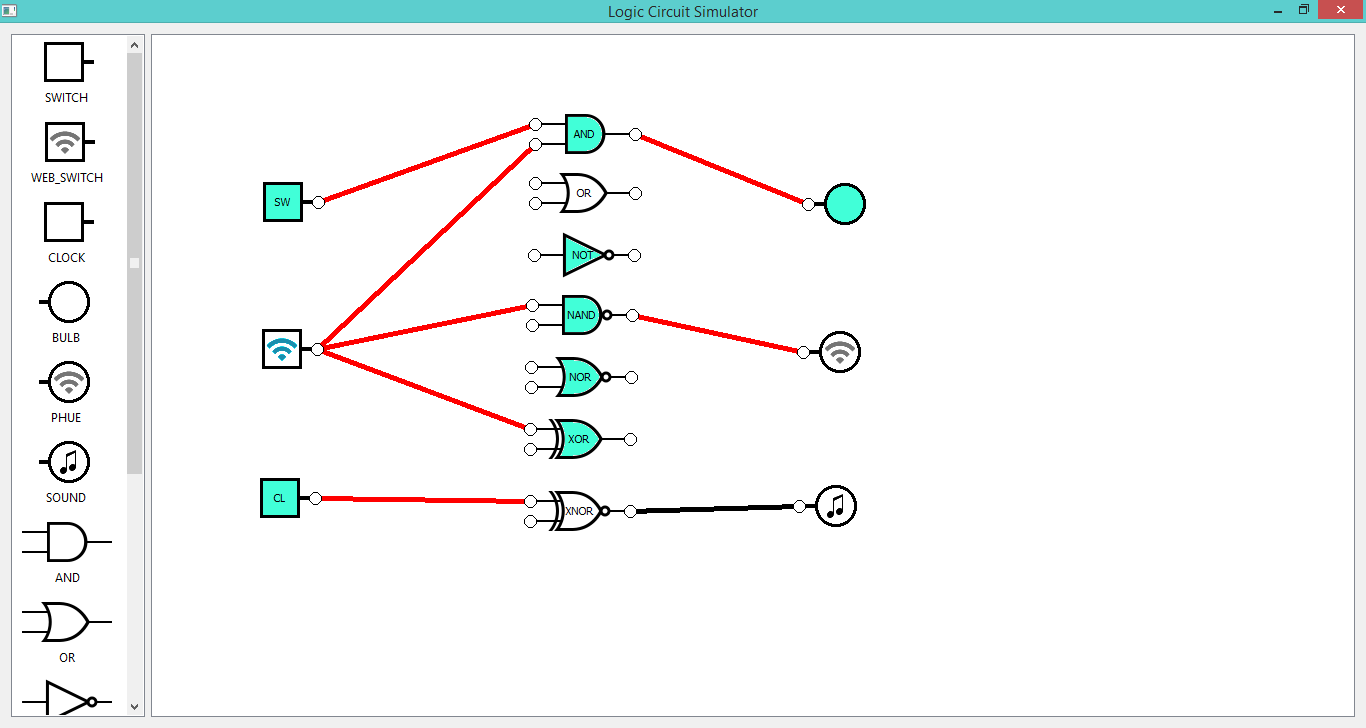 Logic Circuit Simulator
SWITCH
WEB_SWITCH
CLOCK
BULB
PHUE
SOUND
AND
OR
AND
OR
SW
NOT
NAND
NOR
XOR
CL
XNOR